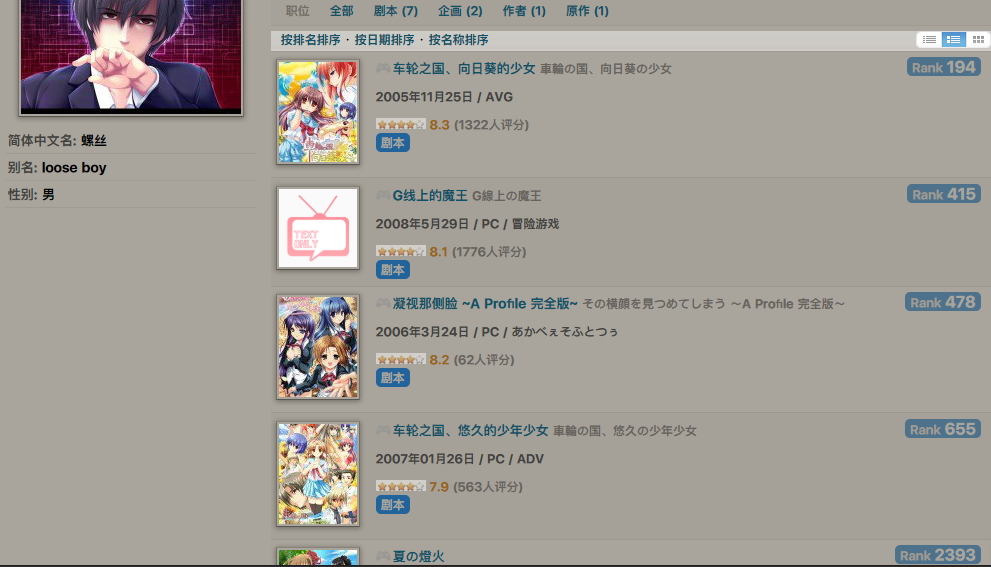 职位 全部 剧本 (7) 企画 (2) 作者 (1) 原作 (1)
按排名排序 · 按日期排序 · 按名称排序
简体中文名: 螺丝
别名: loose boy
性别: 男
车轮之国、向日葵的少女 車輪の国、向日葵の少女
Rank 194
2005年11月25日 / AVG
8.3 (1322人评分)
剧本
G线上的魔王 G線上の魔王
Rank 415
TEXT
ONLY
2008年5月29日 / PC / 冒险游戏
8.1 (1776人评分)
剧本
凝视那侧脸 ~A Profile 完全版~ その横顔を見つめてしまう ～A Profile 完全版～
Rank 478
2006年3月24日 / PC / あかべぇそふとつぅ
8.2 (62人评分)
剧本
车轮之国、悠久的少年少女 車輪の国、悠久の少年少女
Rank 655
2007年01月26日 / PC / ADV
7.9 (563人评分)
剧本
夏の燈火
Rank 2393